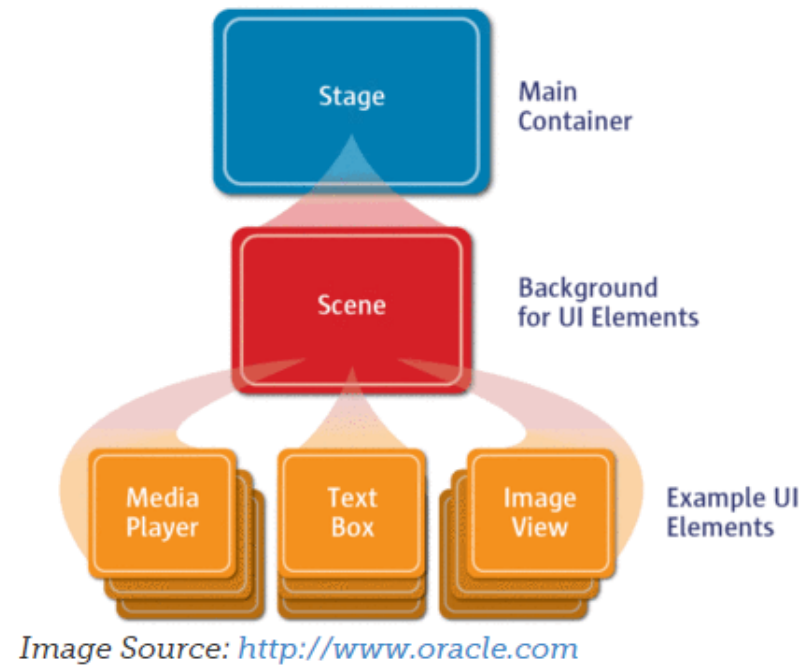 Stage
Main
Container
Scene
Background
for UI Elements
Media
Player
Text
Box
Image
View
Example UI
Elements
Image Source: http://www.oracle.com